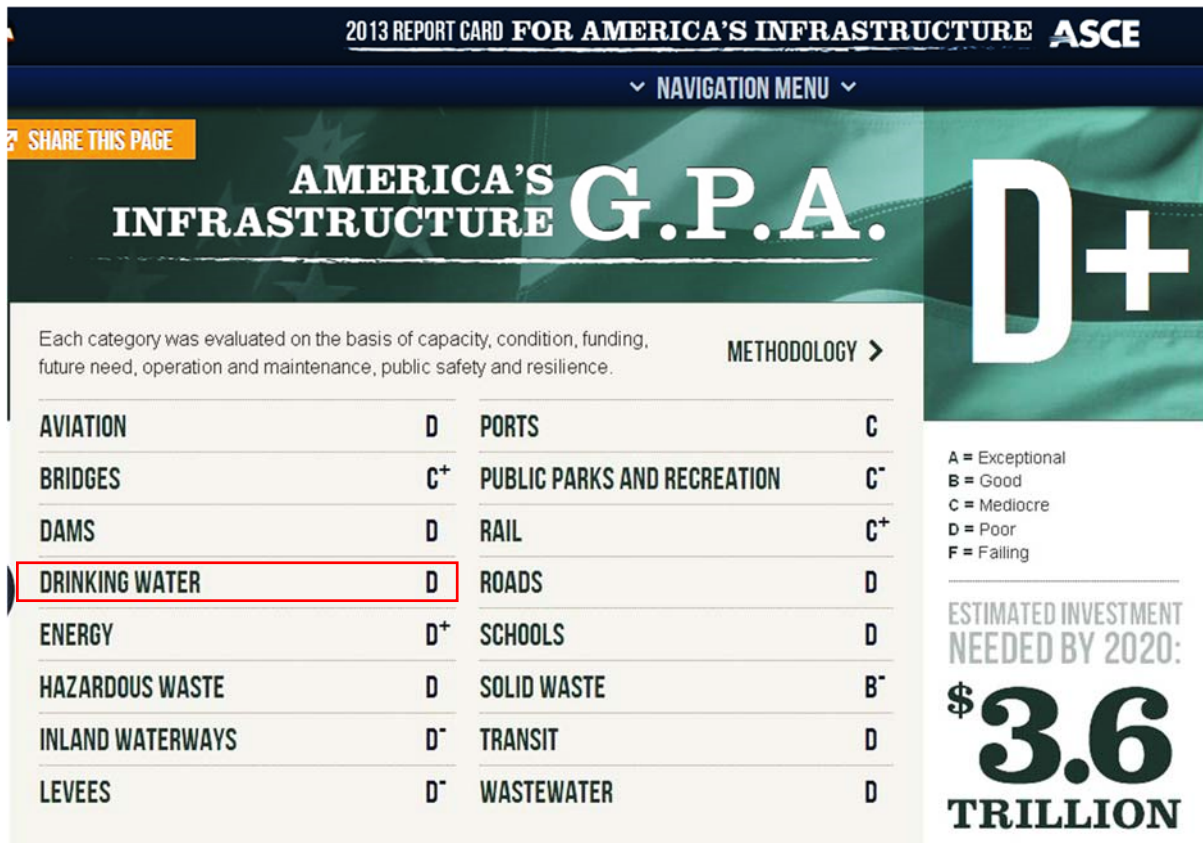 2013 REPORT CARD FOR AMERICA'S INFRASTRUCTURE ASCE
NAVIGATION MENU
SHARE THIS PAGE
AMERICA'S
INFRASTRUCTURE
G.P.A.
D+
Each category was evaluated on the basis of capacity, condition, funding,
future need, operation and maintenance, public safety and resilience.
METHODOLOGY
AVIATION D
BRIDGES C+
DAMS D
DRINKING WATER D
ENERGY D+
HAZARDOUS WASTE D
INLAND WATERWAYS D-
LEVEES D-
PORTS C
PUBLIC PARKS AND RECREATION C-
RAIL C+
ROADS D
SCHOOLS D
SOLID WASTE B-
TRANSIT D
WASTEWATER D
A = Exceptional
B = Good
C = Mediocre
D = Poor
F = Failing
ESTIMATED INVESTMENT
NEEDED BY 2020:
$3.6
TRILLION